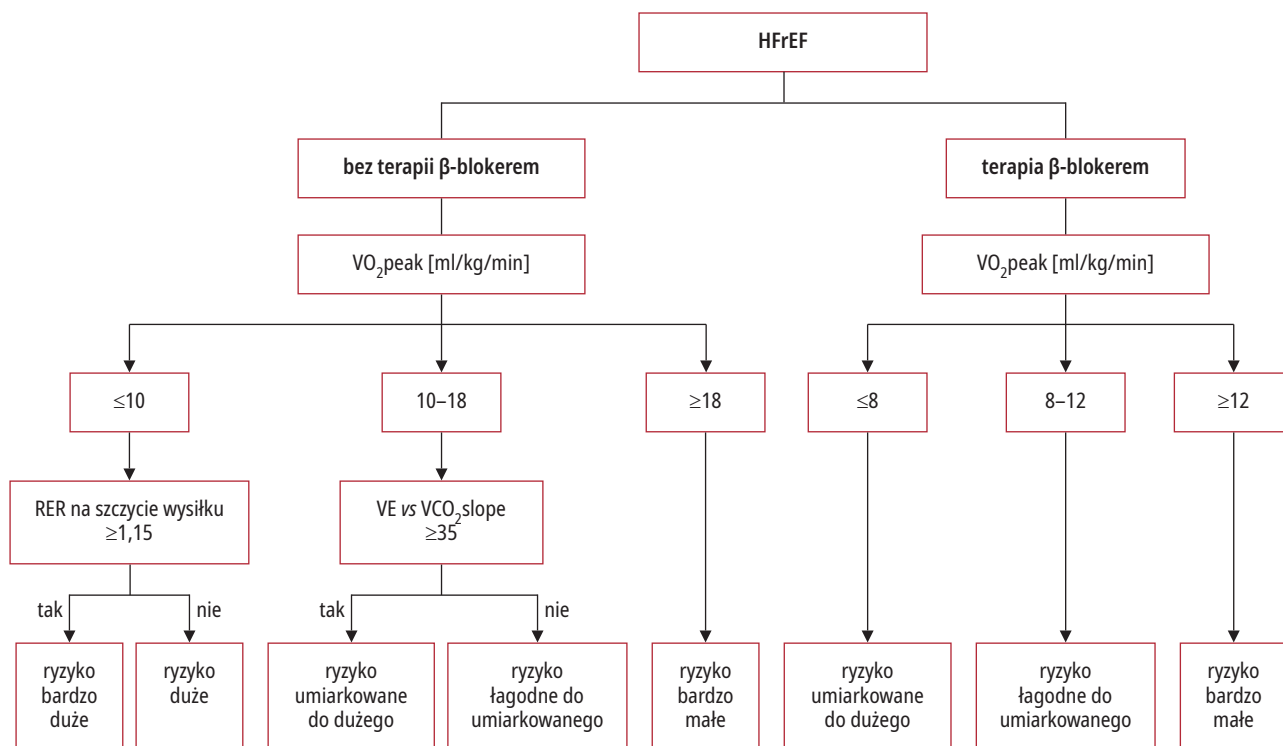 HFrEF
bez terapii β-blokerem
terapia β-blokerem
VO₂peak [ml/kg/min]
VO₂peak [ml/kg/min]
≤10
10–18
≥18
≤8
8–12
≥12
RER na szczycie wysiłku
≥1,15
VE vs VCO₂slope
≥35
tak
nie
tak
nie
ryzyko
bardzo
duże
ryzyko
duże
ryzyko
umiarkowane
do dużego
ryzyko
łagodne do
umiarkowanego
ryzyko
bardzo
małe
ryzyko
umiarkowane
do dużego
ryzyko
łagodne do
umiarkowanego
ryzyko
bardzo
małe